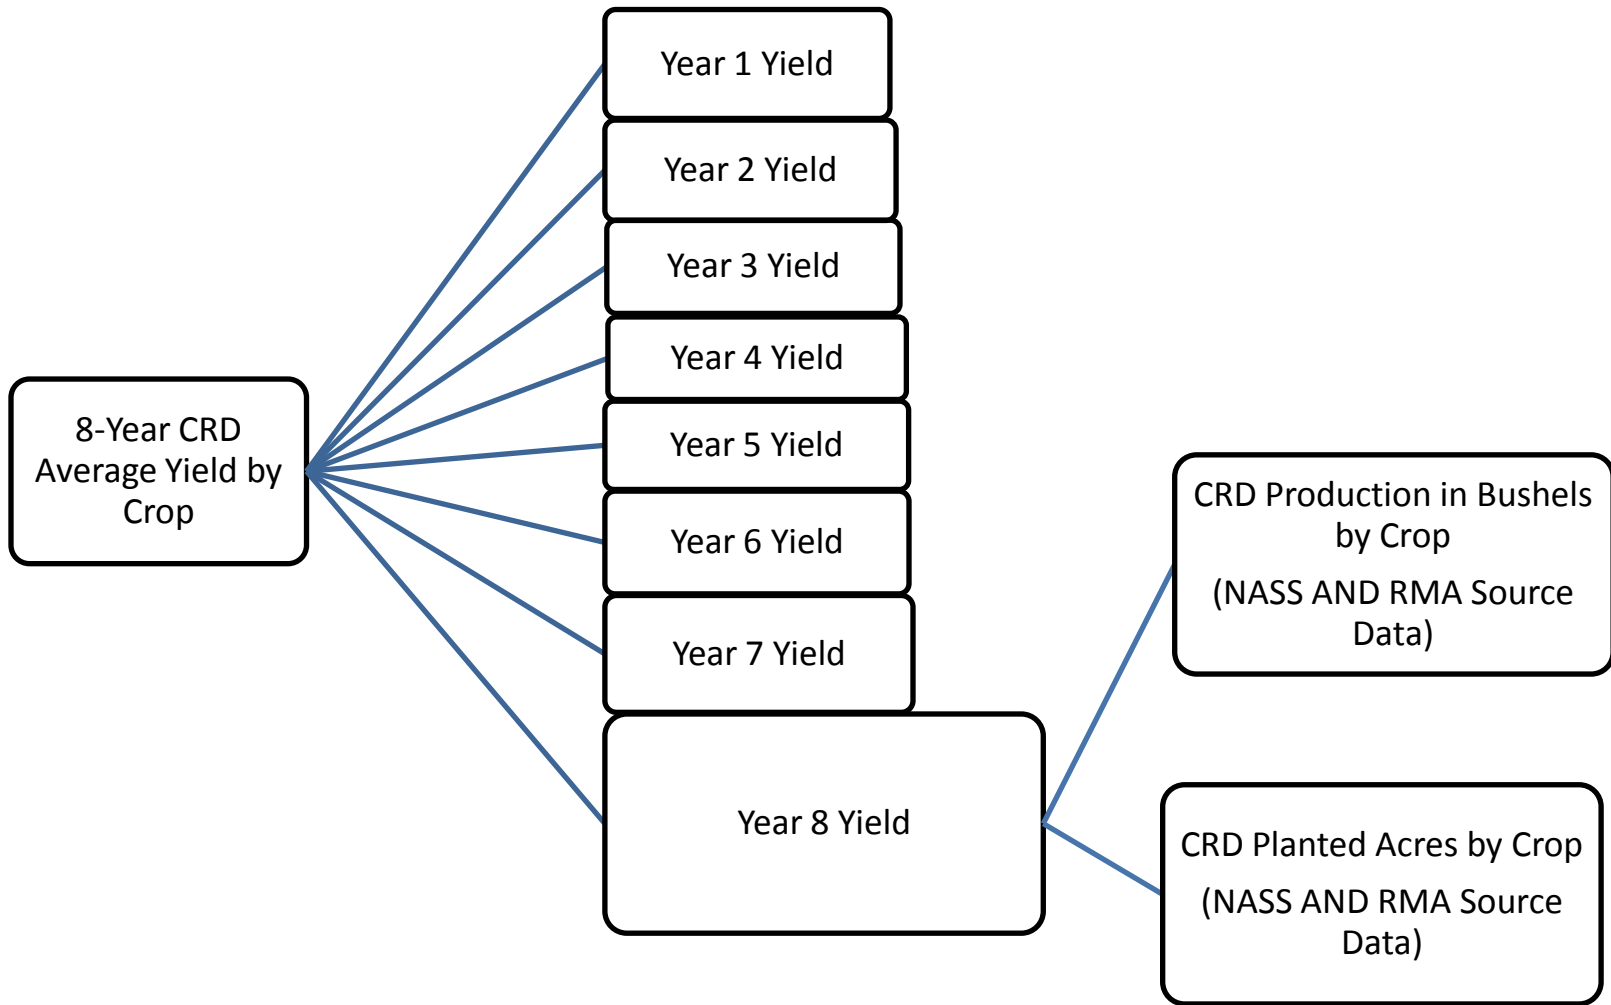 8-Year CRD
Average Yield by
Crop
Year 1 Yield
Year 2 Yield
Year 3 Yield
Year 4 Yield
Year 5 Yield
Year 6 Yield
Year 7 Yield
Year 8 Yield
CRD Production in Bushels
by Crop
(NASS AND RMA Source
Data)
CRD Planted Acres by Crop
(NASS AND RMA Source
Data)